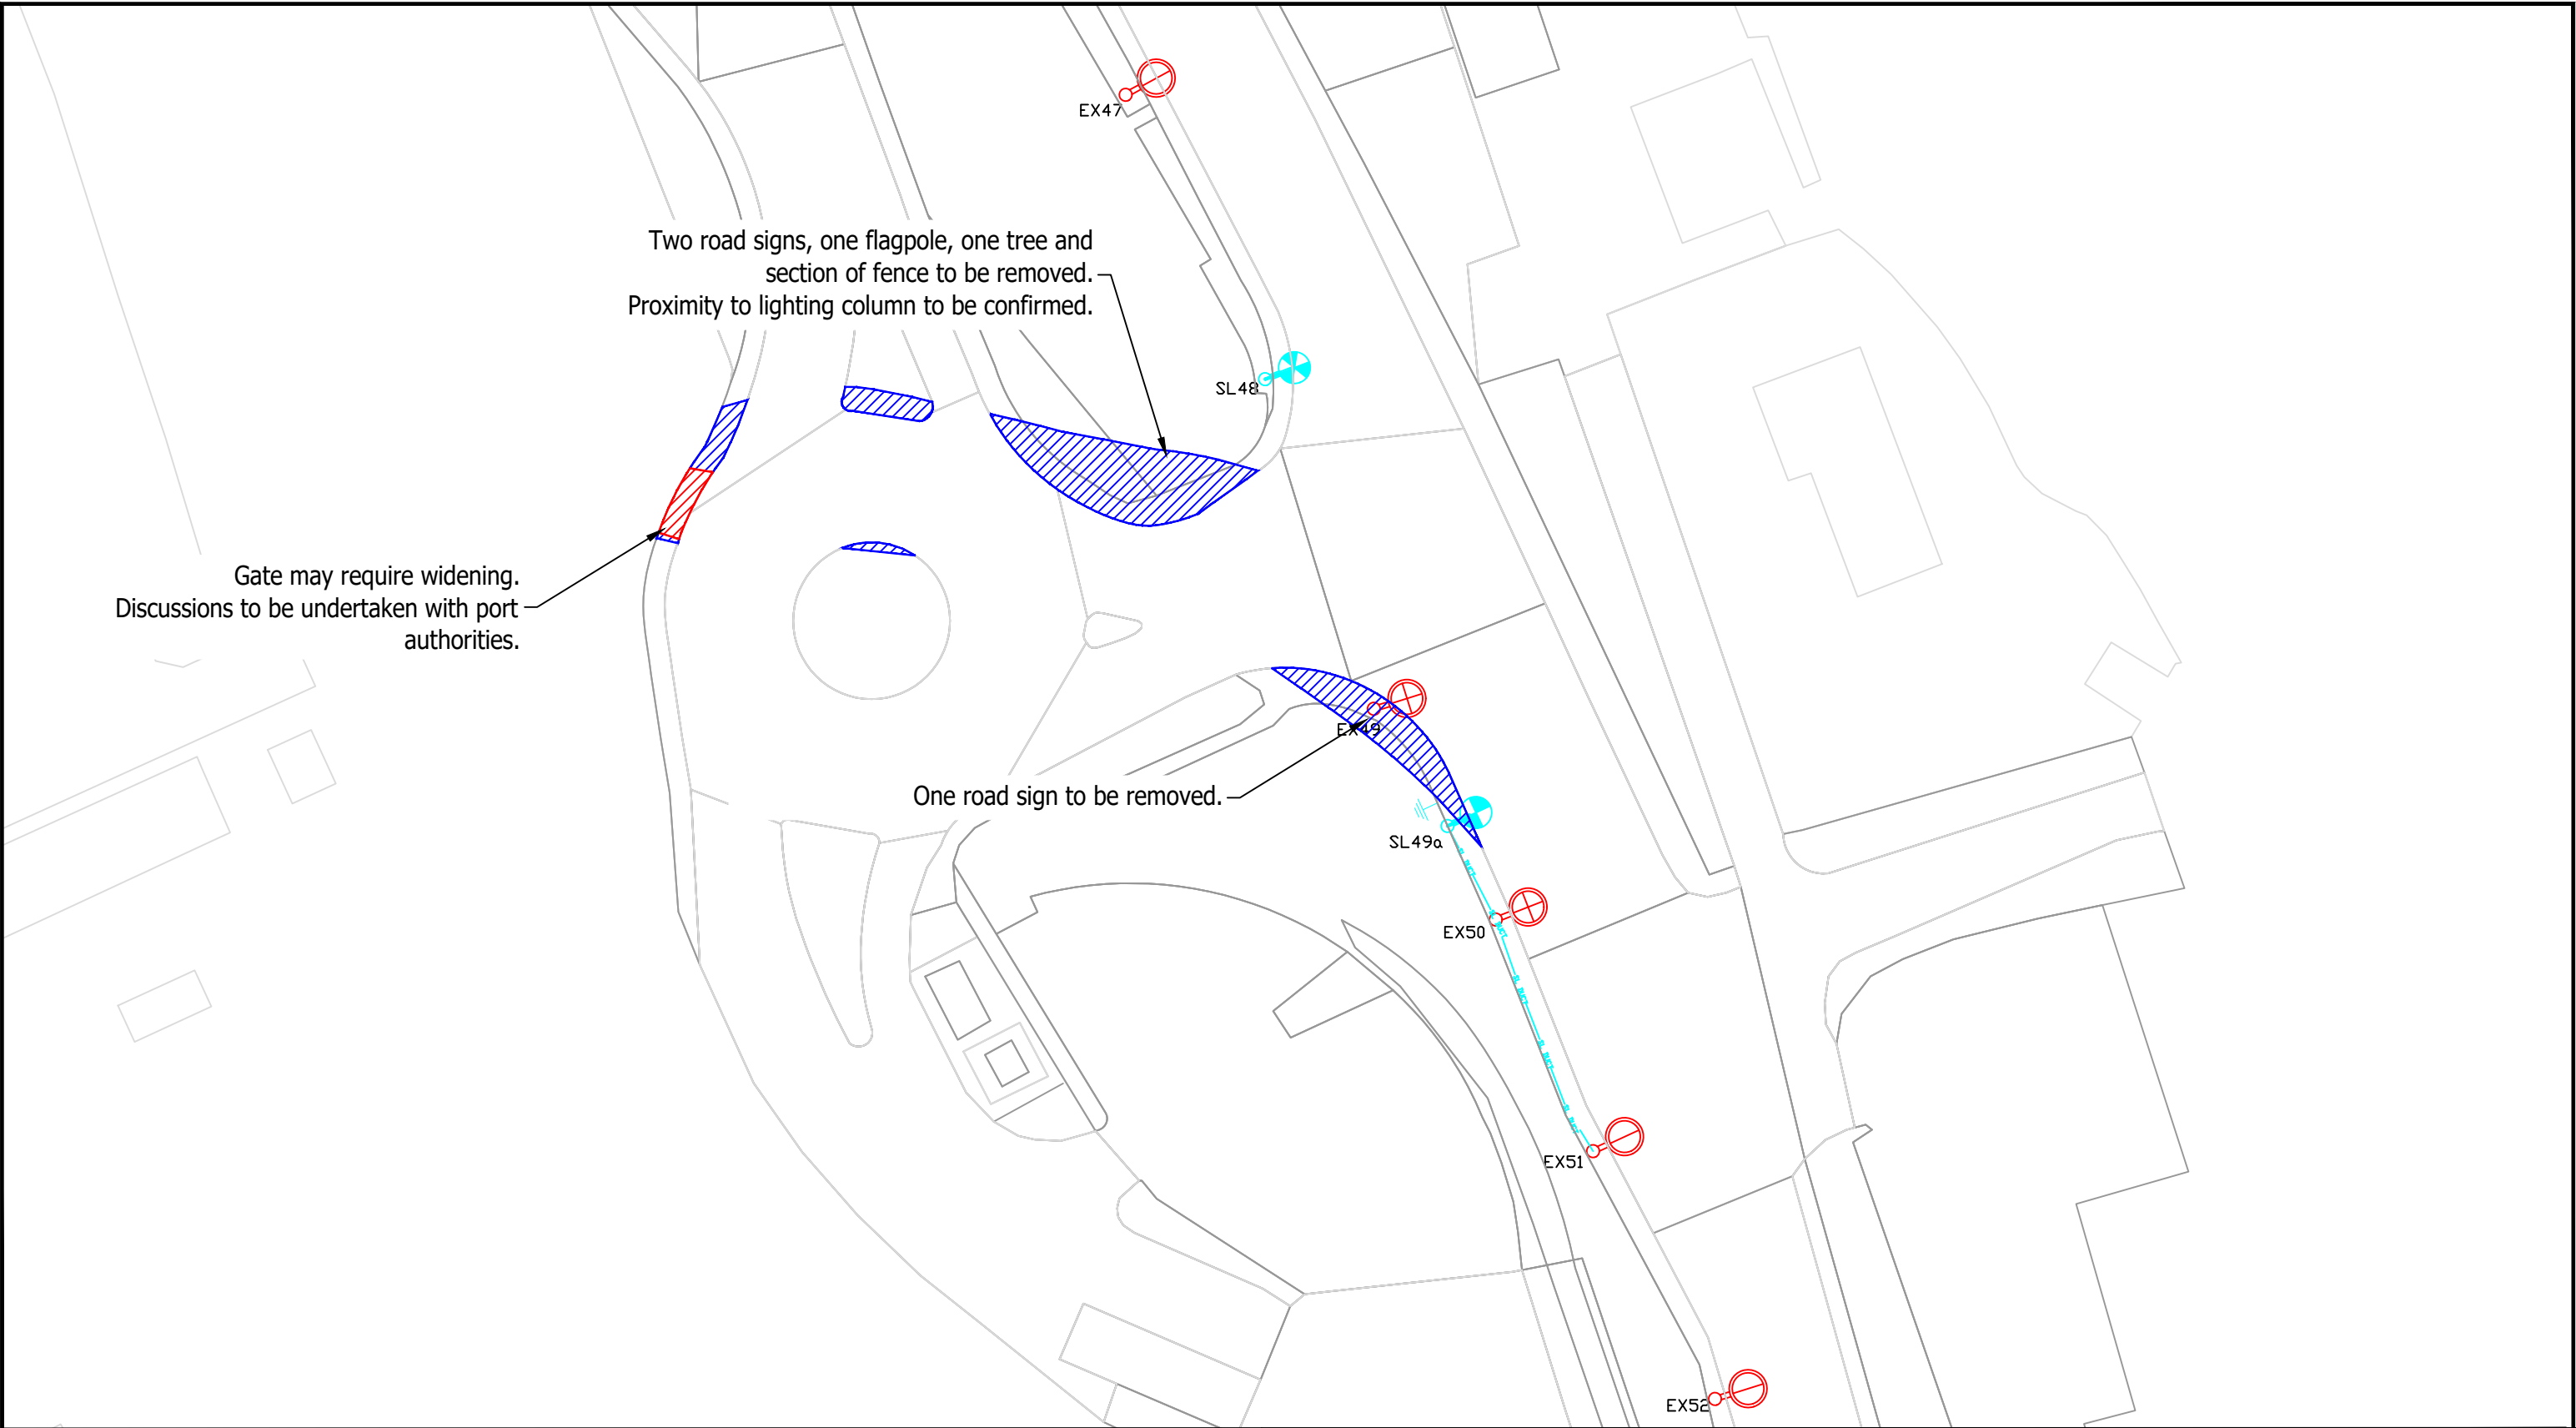 EX47
Two road signs, one flagpole, one tree and
section of fence to be removed.
Proximity to lighting column to be confirmed.
SL48
Gate may require widening.
Discussions to be undertaken with port
authorities.
EX49
One road sign to be removed.
SL49a
EX50
EX51
EX52